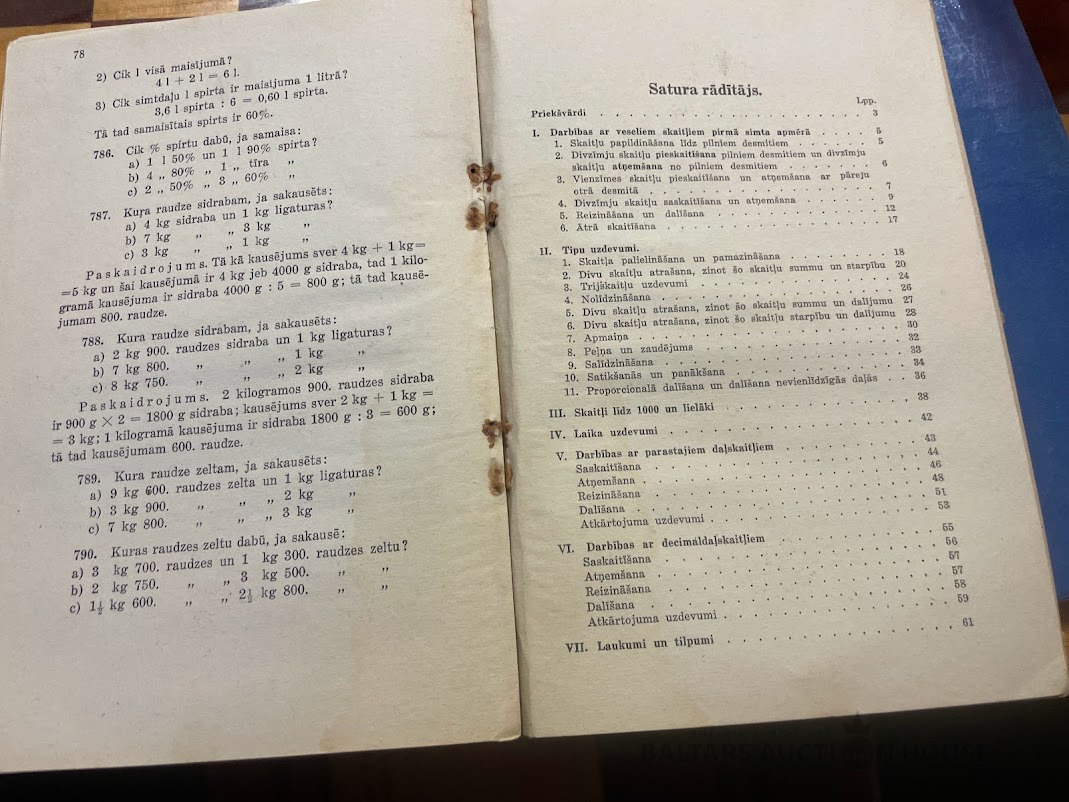 78
2) Cik l visā maisījumā?
4 l + 2 l = 6 l.
3) Cik simtdaļu l spirta ir maisijuma 1 litrā?
3,6 l spirta : 6 = 0,60 l spirta.
Tā tad samaisītais spirts ir 60%.
786. Cik % spirtu dabū, ja samaisa:
a) 1 l 50% un 1 l 90% spirta?
b) 4 „ 80% „ 1 „ tīra „
c) 2 „ 50% „ 3 „ 60% „
787. Kuŗa raudze sidrabam, ja sakausēts:
a) 4 kg sidraba un 1 kg ligaturas?
b) 7 kg „ „ 3 kg „
c) 3 kg „ „ 1 kg „
Paskaidrojums. Tā kā kausējums sver 4 kg + 1 kg =
= 5 kg un šai kausējumā ir 4 kg jeb 4000 g sidraba, tad 1 kilo-
gramā kausējuma ir sidraba 4000 g : 5 = 800 g; tā tad kausē-
jumam 800. raudze.
788. Kura raudze sidrabam, ja sakausēts:
a) 2 kg 900. raudzes sidraba un 1 kg ligaturas?
b) 7 kg 800. „ „ „ 1 kg „
c) 8 kg 750. „ „ „ 2 kg „
Paskaidrojums. 2 kilogramos 900. raudzes sidraba
ir 900 g × 2 = 1800 g sidraba; kausējums sver 2 kg + 1 kg =
= 3 kg; 1 kilogramā kausējuma ir sidraba 1800 g : 3 = 600 g;
tā tad kausējumam 600. raudze.
789. Kura raudze zeltam, ja sakausēts:
a) 9 kg 600. raudzes zelta un 1 kg ligaturas?
b) 3 kg 900. „ „ „ 2 kg „
c) 7 kg 800. „ „ „ 3 kg „
790. Kuras raudzes zeltu dabū, ja sakausē:
a) 3 kg 700. raudzes un 1 kg 300. raudzes zeltu?
b) 2 kg 750. „ „ 3 kg 500. „ „
c) 1½ kg 600. „ „ 2½ kg 800. „ „
Satura rādītājs.
Lpp.
Priekšvārdi . . . . . . . . . . 3
I. Darbības ar veseliem skaitļiem pirmā simta apmērā . . . . . 5
1. Skaitļu papildināšana līdz pilniem desmitiem . . . . . 5
2. Divzīmju skaitļu pieskaitīšana pilniem desmitiem un divzīmju
skaitļu atņemšana no pilniem desmitiem . . . . . 6
3. Vienzīmes skaitļu pieskaitīšana un atņemšana ar pāreju
otrā desmitā . . . . . 7
4. Divzīmju skaitļu saskaitīšana un atņemšana . . . . . 9
5. Reizināšana un dalīšana . . . . . 12
6. Ātrā skaitīšana . . . . . 17
II. Tipu uzdevumi.
1. Skaitļa palielināšana un pamazināšana . . . . . 18
2. Divu skaitļu atrašana, zinot šo skaitļu summu un starpību 20
3. Trijskaitļu uzdevumi . . . . . 24
4. Nolīdzināšana . . . . . 26
5. Divu skaitļu atrašana, zinot šo skaitļu summu un dalījumu 27
6. Divu skaitļu atrašana, zinot šo skaitļu starpību un dalījumu 28
7. Apmaiņa . . . . . 30
8. Peļņa un zaudējums . . . . . 32
9. Salīdzināšana . . . . . 33
10. Satikšanās un panākšana . . . . . 34
11. Proporcionalā dalīšana un dalīšana nevienlīdzīgās daļās . 36
III. Skaitļi līdz 1000 un lielāki . . . . . 38
IV. Laika uzdevumi . . . . . 42
V. Darbības ar parastajiem daļskaitļiem . . . . . 43
Saskaitīšana . . . . . 44
Atņemšana . . . . . 46
Reizināšana . . . . . 48
Dalīšana . . . . . 51
Atkārtojuma uzdevumi . . . . . 53
VI. Darbības ar decimaldaļskaitļiem . . . . . 55
Saskaitīšana . . . . . 56
Atņemšana . . . . . 57
Reizināšana . . . . . 57
Dalīšana . . . . . 58
Atkārtojuma uzdevumi . . . . . 59
VII. Laukumi un tilpumi . . . . . 61
BALTARS AUCTION HOUSE